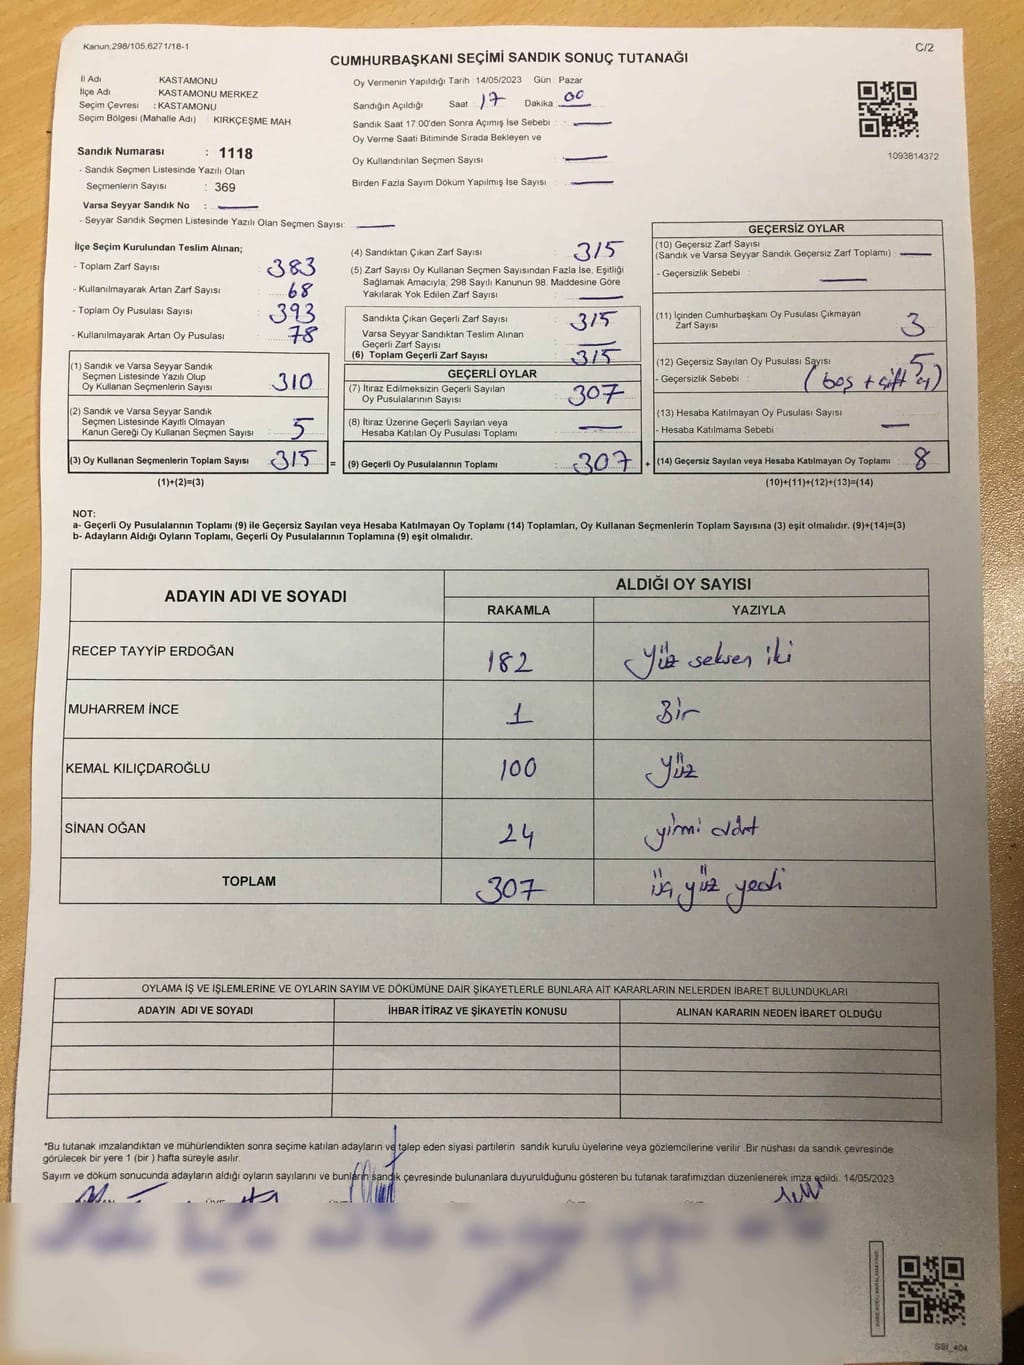 Kanun,298/105,6271/18-1
C/2
CUMHURBAŞKANI SEÇİMİ SANDIK SONUÇ TUTANAĞI
İl Adı KASTAMONU
İlçe Adı KASTAMONU MERKEZ
Seçim Çevresi : KASTAMONU
Seçim Bölgesi (Mahalle Adı) KIRKÇEŞME MAH.
Oy Vermenin Yapıldığı Tarih : 14/05/2023 Gün : Pazar
Sandığın Açıldığı Saat 17 Dakika 00
Sandık Saat 17:00'den Sonra Açılmış İse Sebebi :
Oy Verme Saati Bitiminde Sırada Bekleyen ve
Oy Kullandırılan Seçmen Sayısı
Birden Fazla Sayım Döküm Yapılmış İse Sayısı
1093814372
Sandık Numarası : 1118
- Sandık Seçmen Listesinde Yazılı Olan
Seçmenlerin Sayısı : 369
Varsa Seyyar Sandık No :
- Seyyar Sandık Seçmen Listesinde Yazılı Olan Seçmen Sayısı:
İlçe Seçim Kurulundan Teslim Alınan;
- Toplam Zarf Sayısı : 383
- Kullanılmayarak Artan Zarf Sayısı : 68
- Toplam Oy Pusulası Sayısı : 393
- Kullanılmayarak Artan Oy Pusulası : 78
(1) Sandık ve Varsa Seyyar Sandık
Seçmen Listesinde Yazılı Olup
Oy Kullanan Seçmenlerin Sayısı : 310
(2) Sandık ve Varsa Seyyar Sandık
Seçmen Listesinde Kayıtlı Olmayan
Kanun Gereği Oy Kullanan Seçmen Sayısı : 5
(3) Oy Kullanan Seçmenlerin Toplam Sayısı : 315
(1)+(2)=(3)
(4) Sandıktan Çıkan Zarf Sayısı : 315
(5) Zarf Sayısı Oy Kullanan Seçmen Sayısından Fazla İse, Eşitliği
Sağlamak Amacıyla; 298 Sayılı Kanunun 98. Maddesine Göre
Yakılarak Yok Edilen Zarf Sayısı :
Sandıkta Çıkan Geçerli Zarf Sayısı : 315
Varsa Seyyar Sandıktan Teslim Alınan
Geçerli Zarf Sayısı :
(6) Toplam Geçerli Zarf Sayısı : 315
GEÇERLİ OYLAR
(7) İtiraz Edilmeksizin Geçerli Sayılan
Oy Pusulalarının Sayısı : 307
(8) İtiraz Üzerine Geçerli Sayılan veya
Hesaba Katılan Oy Pusulası Toplamı :
= (9) Geçerli Oy Pusulalarının Toplamı : 307
GEÇERSİZ OYLAR
(10) Geçersiz Zarf Sayısı
(Sandık ve Varsa Seyyar Sandık Geçersiz Zarf Toplamı) :
- Geçersizlik Sebebi :
(11) İçinden Cumhurbaşkanı Oy Pusulası Çıkmayan
Zarf Sayısı : 3
(12) Geçersiz Sayılan Oy Pusulası Sayısı : 5
- Geçersizlik Sebebi : (boş + çift oy)
(13) Hesaba Katılmayan Oy Pusulası Sayısı
- Hesaba Katılmama Sebebi :
+ (14) Geçersiz Sayılan veya Hesaba Katılmayan Oy Toplamı : 8
(10)+(11)+(12)+(13)=(14)
NOT:
a- Geçerli Oy Pusulalarının Toplamı (9) ile Geçersiz Sayılan veya Hesaba Katılmayan Oy Toplamı (14) Toplamları, Oy Kullanan Seçmenlerin Toplam Sayısına (3) eşit olmalıdır. (9)+(14)=(3)
b- Adayların Aldığı Oyların Toplamı, Geçerli Oy Pusulalarının Toplamına (9) eşit olmalıdır.
ADAYIN ADI VE SOYADI ALDIĞI OY SAYISI
RAKAMLA YAZIYLA
RECEP TAYYİP ERDOĞAN 182 Yüz seksen iki
MUHARREM İNCE 1 Bir
KEMAL KILIÇDAROĞLU 100 Yüz
SİNAN OĞAN 24 yirmi dört
TOPLAM 307 üç yüz yedi
OYLAMA İŞ VE İŞLEMLERİNE VE OYLARIN SAYIM VE DÖKÜMÜNE DAİR ŞİKAYETLERLE BUNLARA AİT KARARLARIN NELERDEN İBARET BULUNDUKLARI
ADAYIN ADI VE SOYADI İHBAR İTİRAZ VE ŞİKAYETİN KONUSU ALINAN KARARIN NEDEN İBARET OLDUĞU
*Bu tutanak imzalandıktan ve mühürlendikten sonra seçime katılan adayların ve talep eden siyasi partilerin sandık kurulu üyelerine veya gözlemcilerine verilir. Bir nüshası da sandık çevresinde
görülecek bir yere 1 (bir) hafta süreyle asılır.
Sayım ve döküm sonucunda adayların aldığı oyların sayılarını ve bunların sandık çevresinde bulunanlara duyurulduğunu gösteren bu tutanak tarafımızdan düzenlenerek imza edildi. 14/05/2023